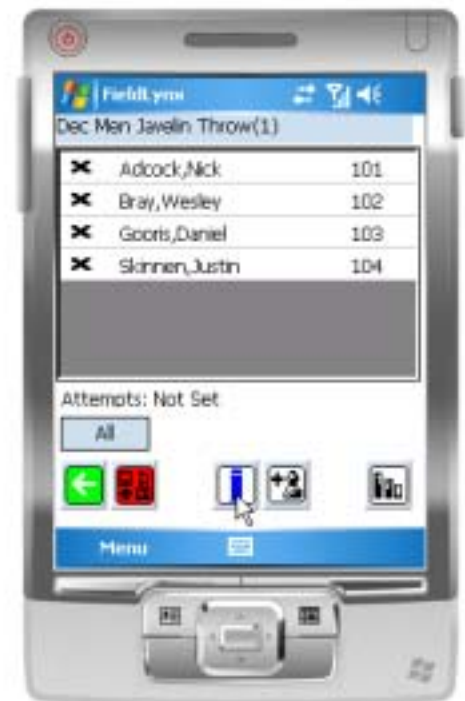 FieldLynx
Dec Men Javelin Throw(1)
Adcock,Nick 101
Bray,Wesley 102
Gooris,Daniel 103
Skinnen,Justin 104
Attempts: Not Set
All
i
Menu